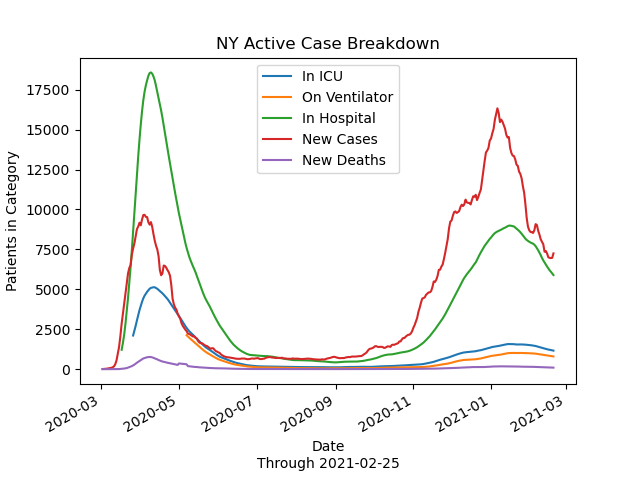 NY Active Case Breakdown
In ICU
On Ventilator
In Hospital
New Cases
New Deaths
Patients in Category
17500
15000
12500
10000
7500
5000
2500
0
2020-03
2020-05
2020-07
2020-09
2020-11
2021-01
2021-03
Date
Through 2021-02-25